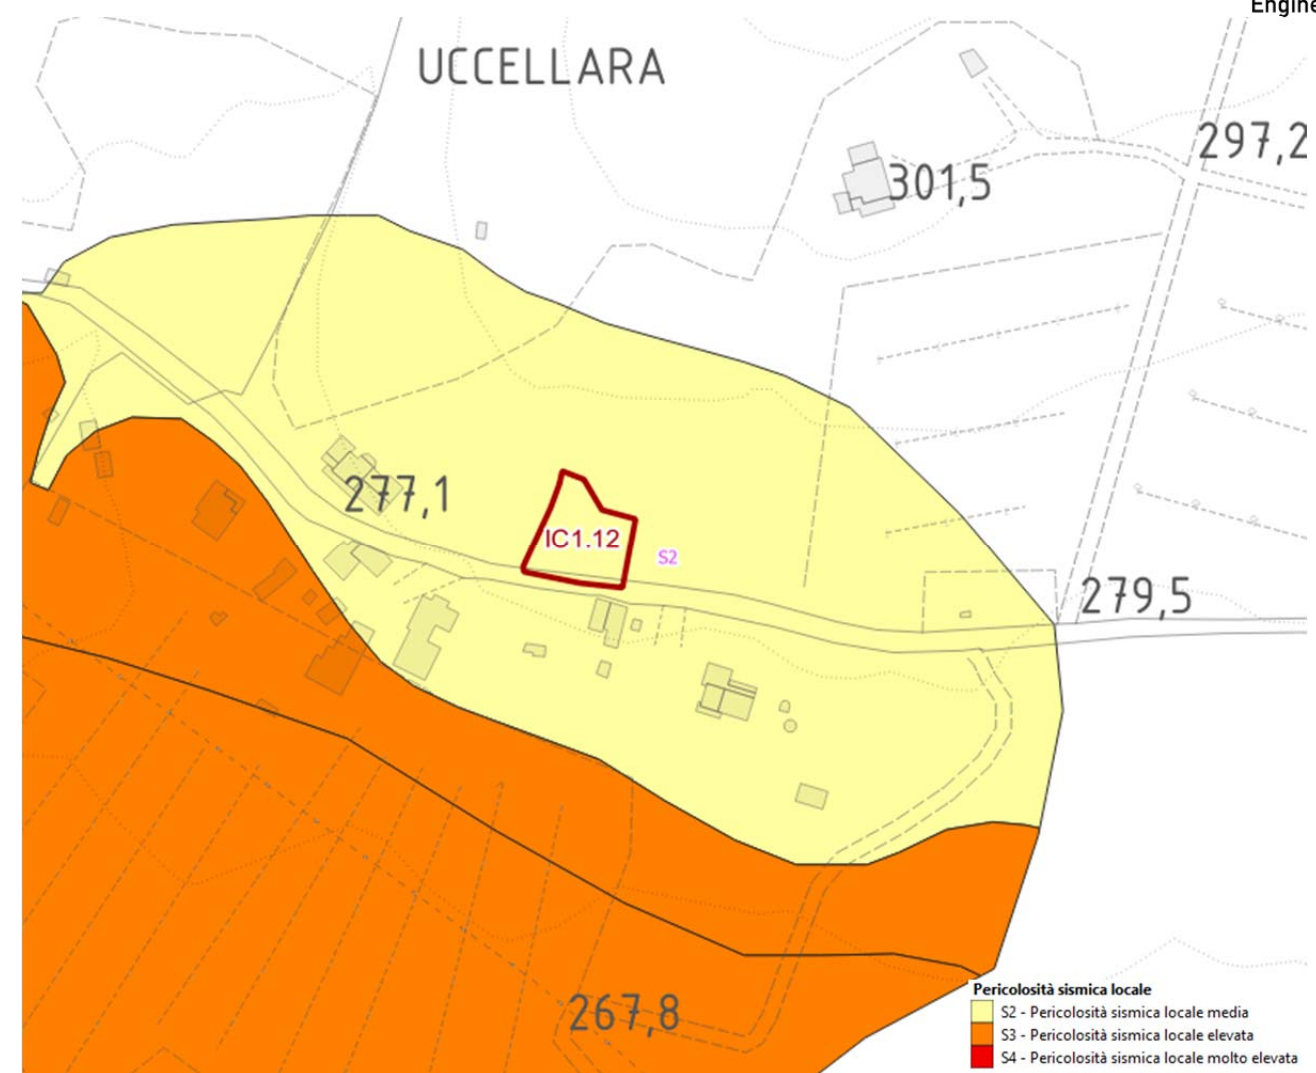 Engine
UCCELLARA
297,2
301,5
277,1
IC1.12
S2
279,5
267,8
Pericolosità sismica locale
S2 - Pericolosità sismica locale media
S3 - Pericolosità sismica locale elevata
S4 - Pericolosità sismica locale molto elevata